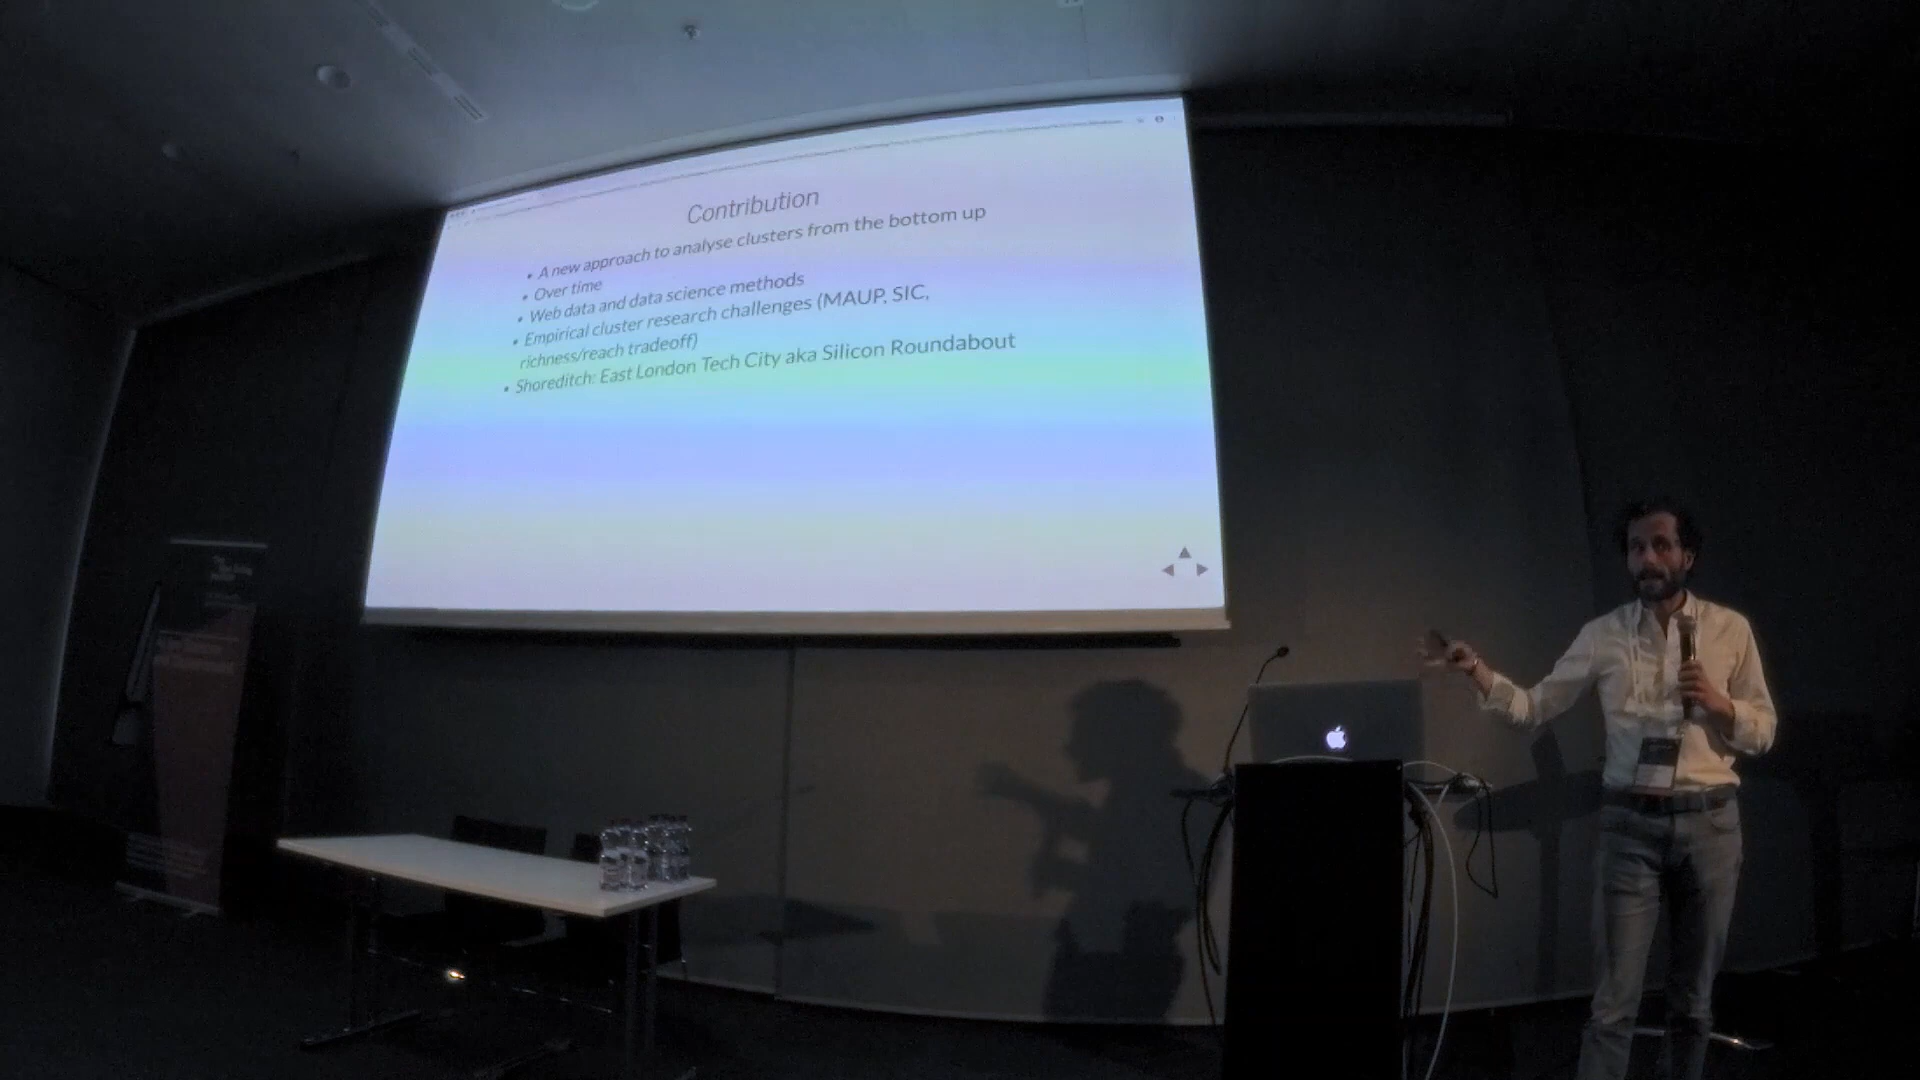 Contribution
• A new approach to analyse clusters from the bottom up
• Over time
• Web data and data science methods
• Empirical cluster research challenges (MAUP, SIC,
richness/reach tradeoff)
• Shoreditch: East London Tech City aka Silicon Roundabout